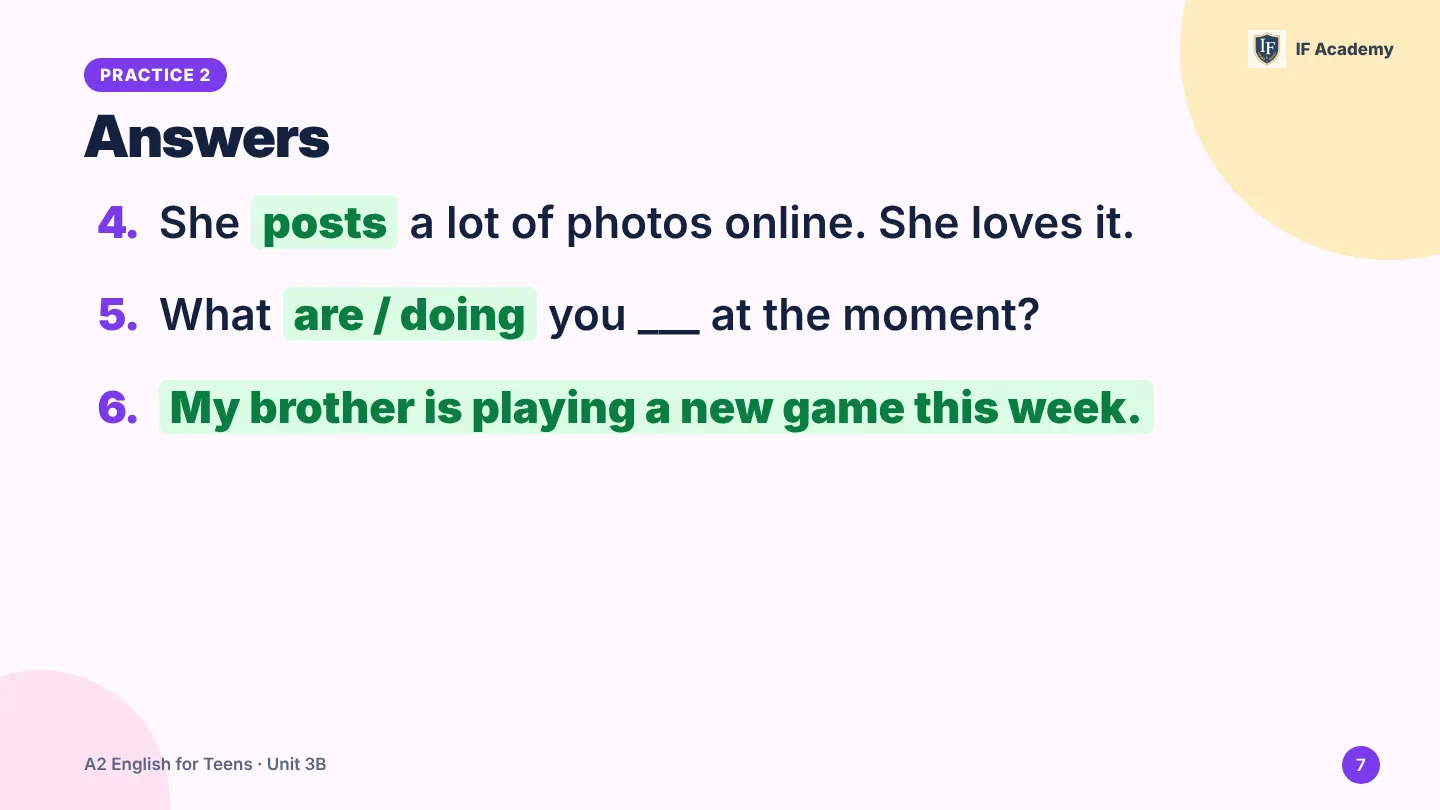 IF IF Academy
PRACTICE 2
Answers
4. She posts a lot of photos online. She loves it.
5. What are / doing you ___ at the moment?
6. My brother is playing a new game this week.
A2 English for Teens · Unit 3B
7